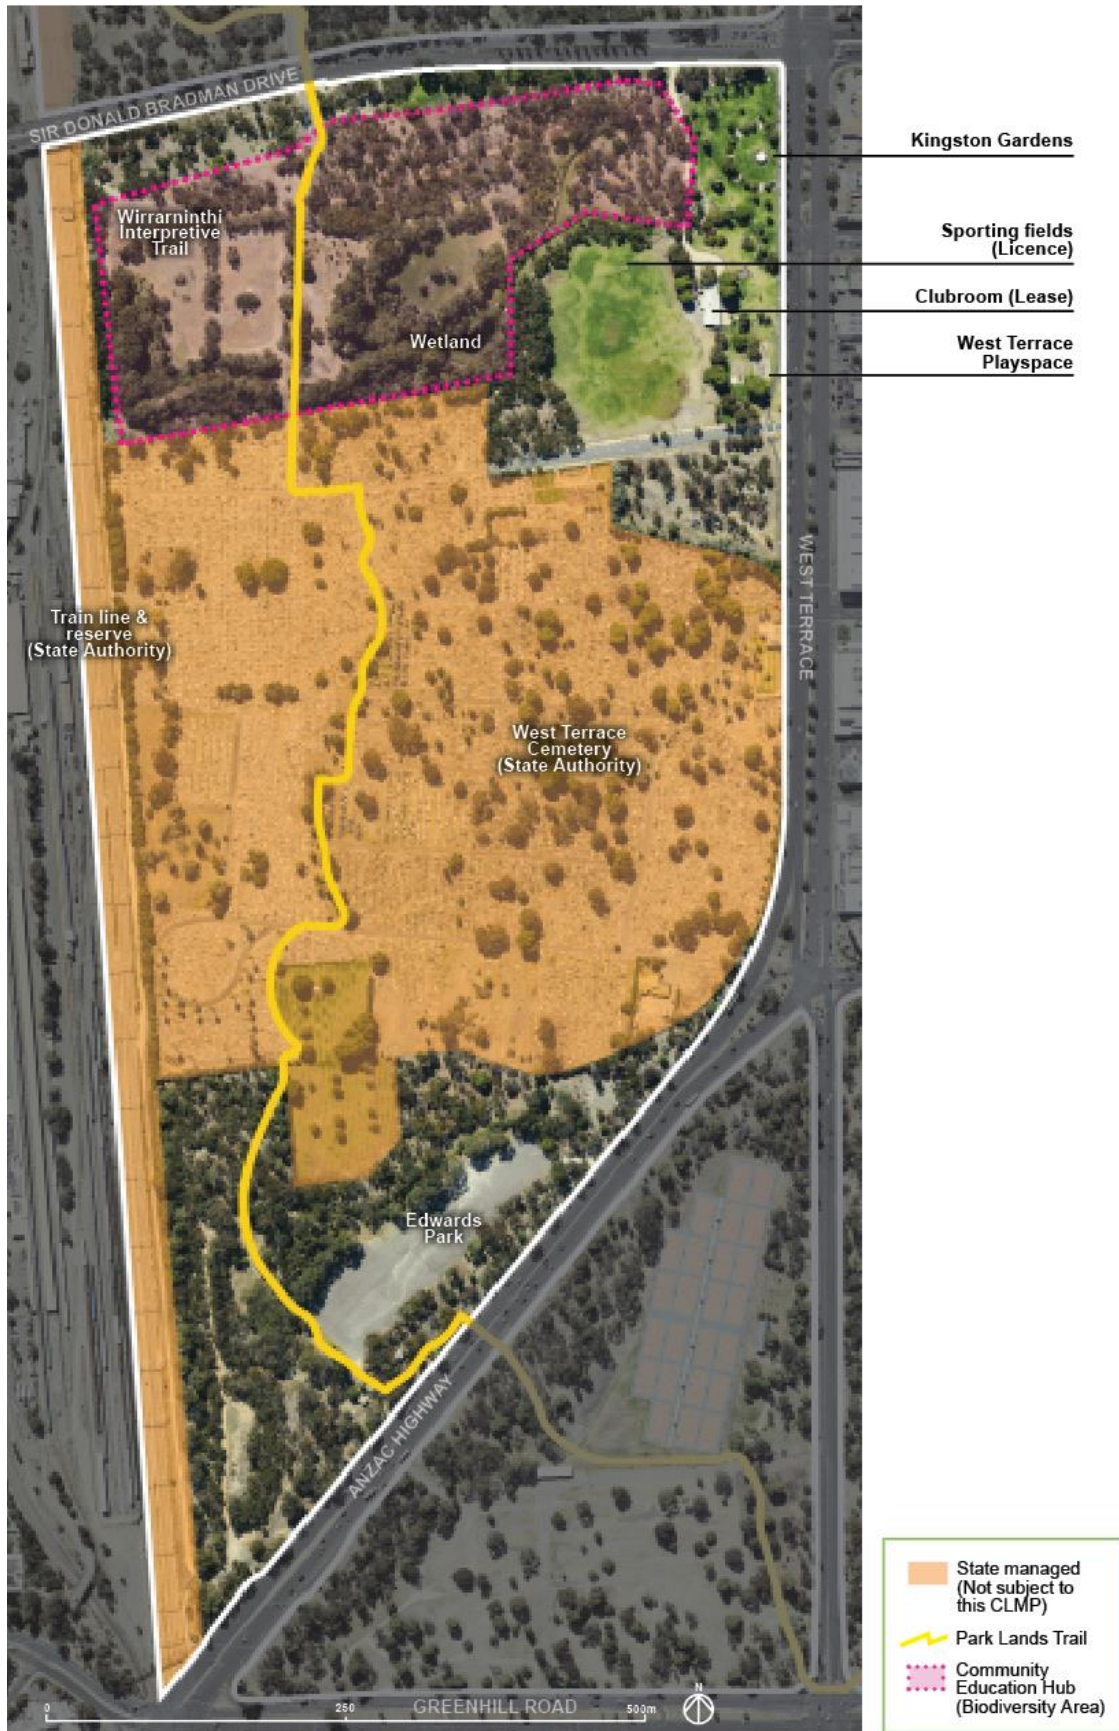 SIR DONALD BRADMAN DRIVE
Kingston Gardens
Wirrarninthi
Interpretive
Trail
Sporting fields
(Licence)
Clubroom (Lease)
Wetland
West Terrace
Playspace
WEST TERRACE
Train line &
reserve
(State Authority)
West Terrace
Cemetery
(State Authority)
Edwards
Park
ANZAC HIGHWAY
State managed
(Not subject to
this CLMP)
Park Lands Trail
Community
Education Hub
(Biodiversity Area)
GREENHILL ROAD
0 250 500m
N